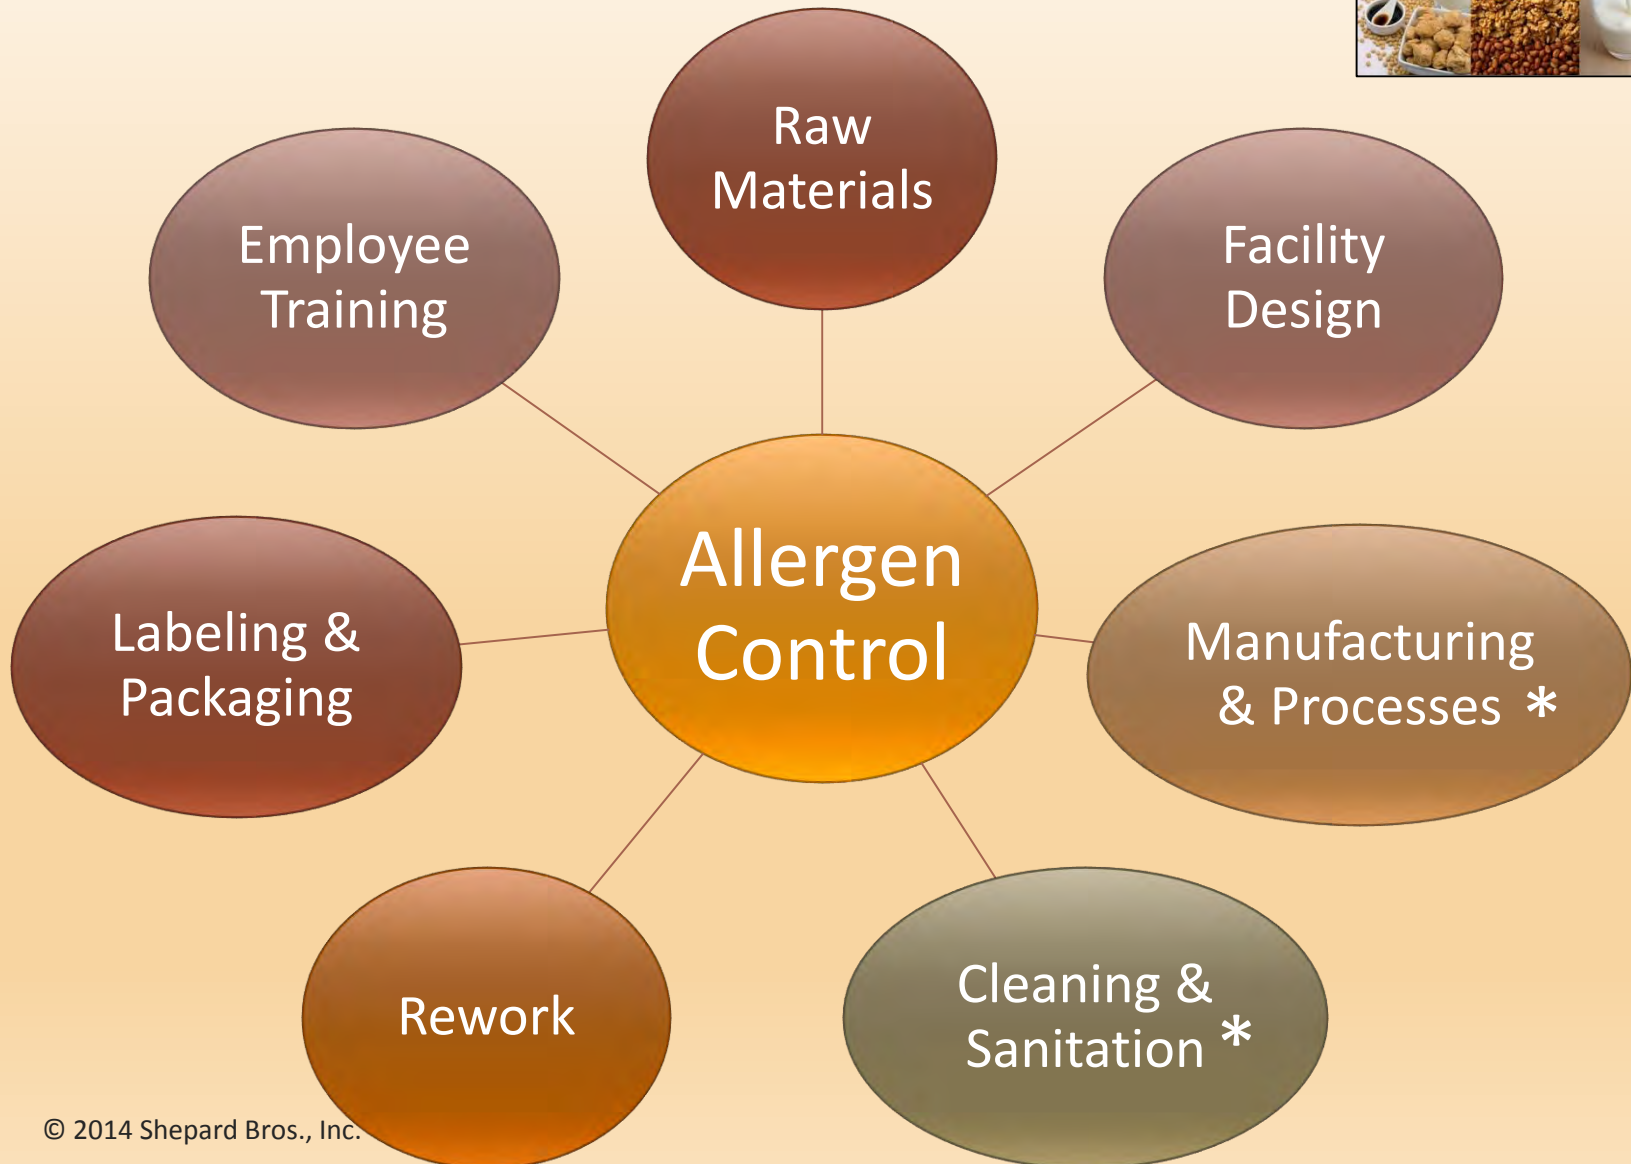 Raw
Materials
Facility
Design
Manufacturing
& Processes *
Cleaning &
Sanitation *
Rework
Labeling &
Packaging
Employee
Training
Allergen
Control
© 2014 Shepard Bros., Inc.